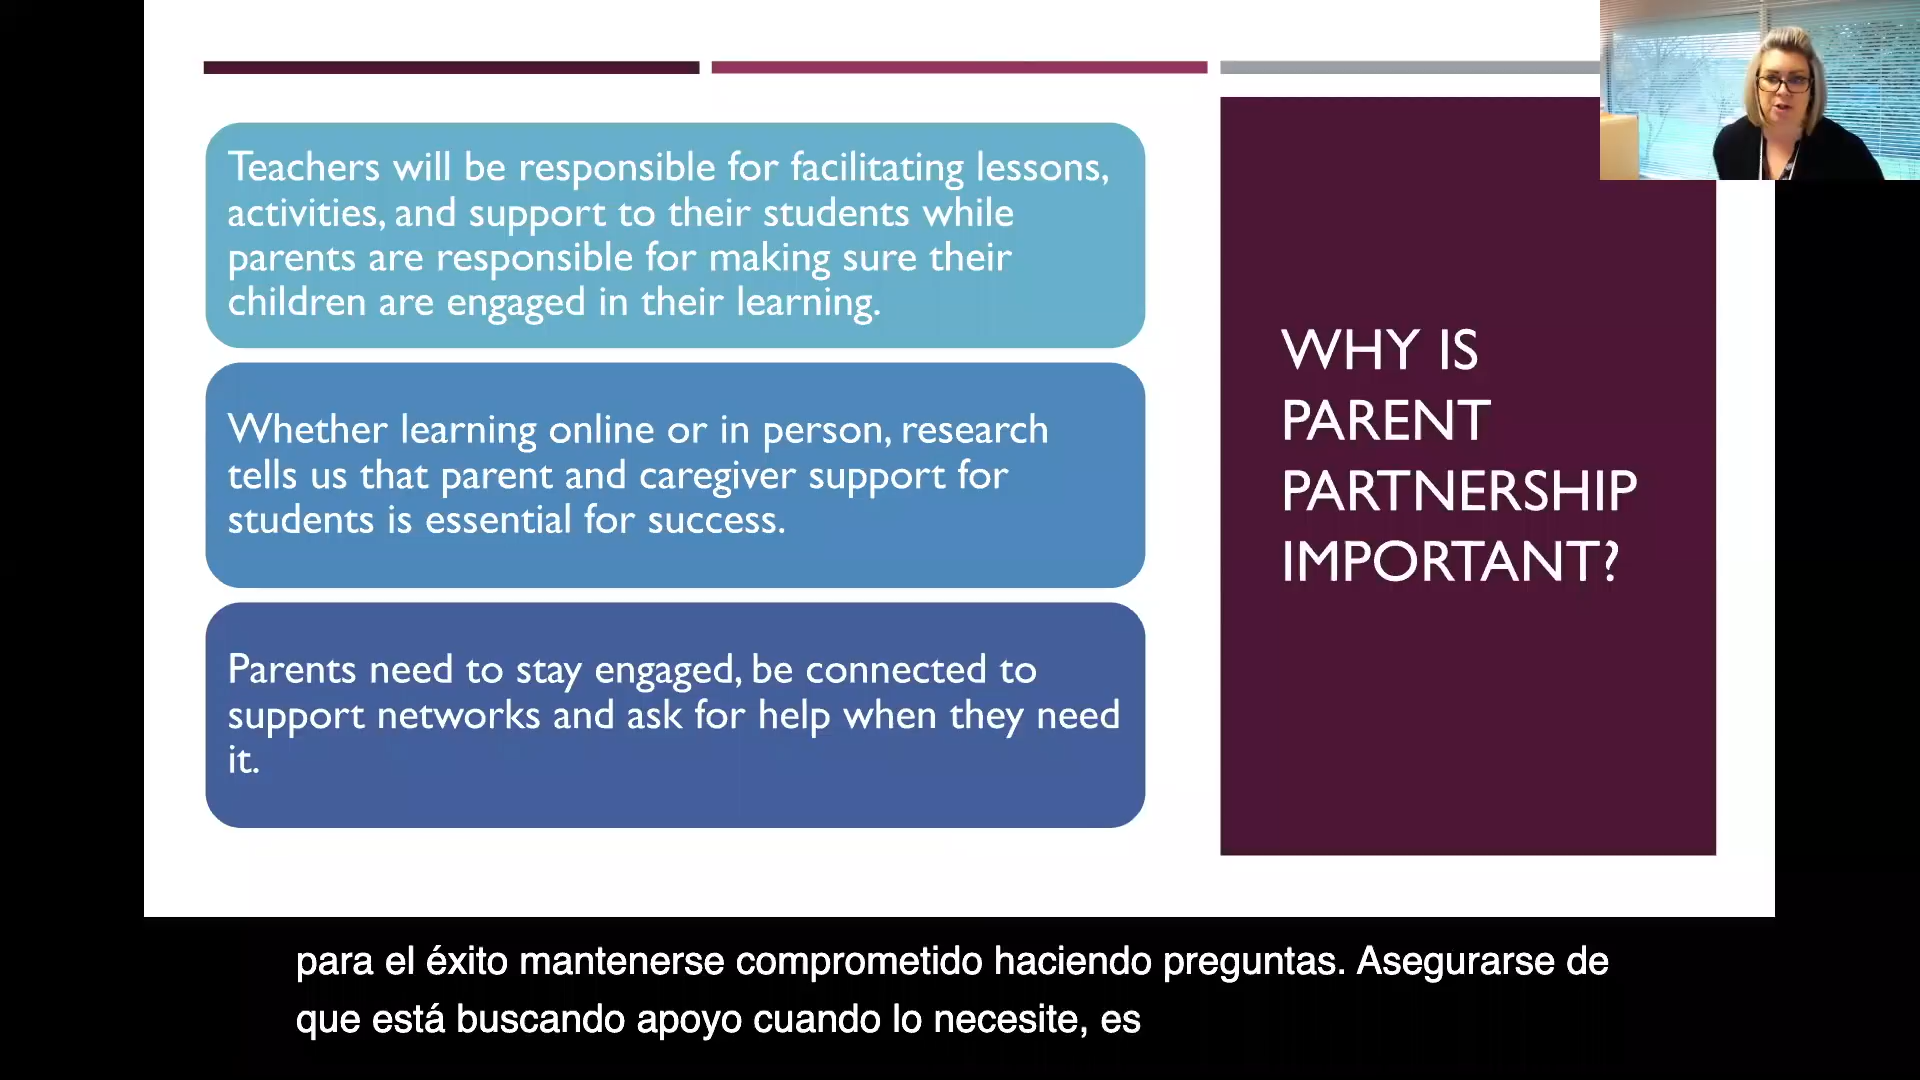 Teachers will be responsible for facilitating lessons,
activities, and support to their students while
parents are responsible for making sure their
children are engaged in their learning.
Whether learning online or in person, research
tells us that parent and caregiver support for
students is essential for success.
Parents need to stay engaged, be connected to
support networks and ask for help when they need
it.
WHY IS
PARENT
PARTNERSHIP
IMPORTANT?
para el éxito mantenerse comprometido haciendo preguntas. Asegurarse de
que está buscando apoyo cuando lo necesite, es